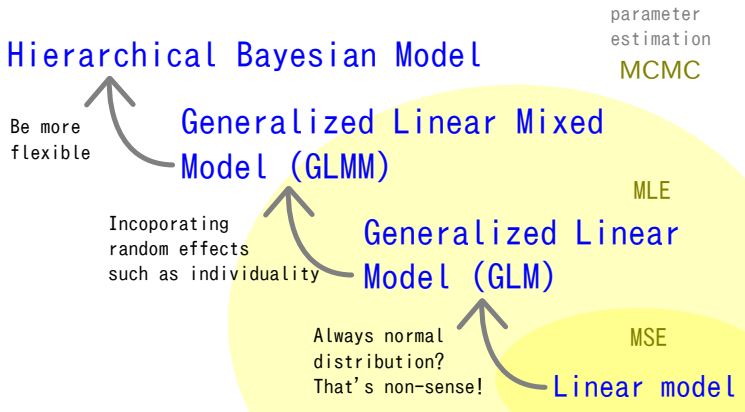 parameter
estimation
MCMC
Hierarchical Bayesian Model
Be more
flexible
Generalized Linear Mixed
Model (GLMM)
MLE
Incoporating
random effects
such as individuality
Generalized Linear
Model (GLM)
Always normal
distribution?
That's non-sense!
MSE
Linear model